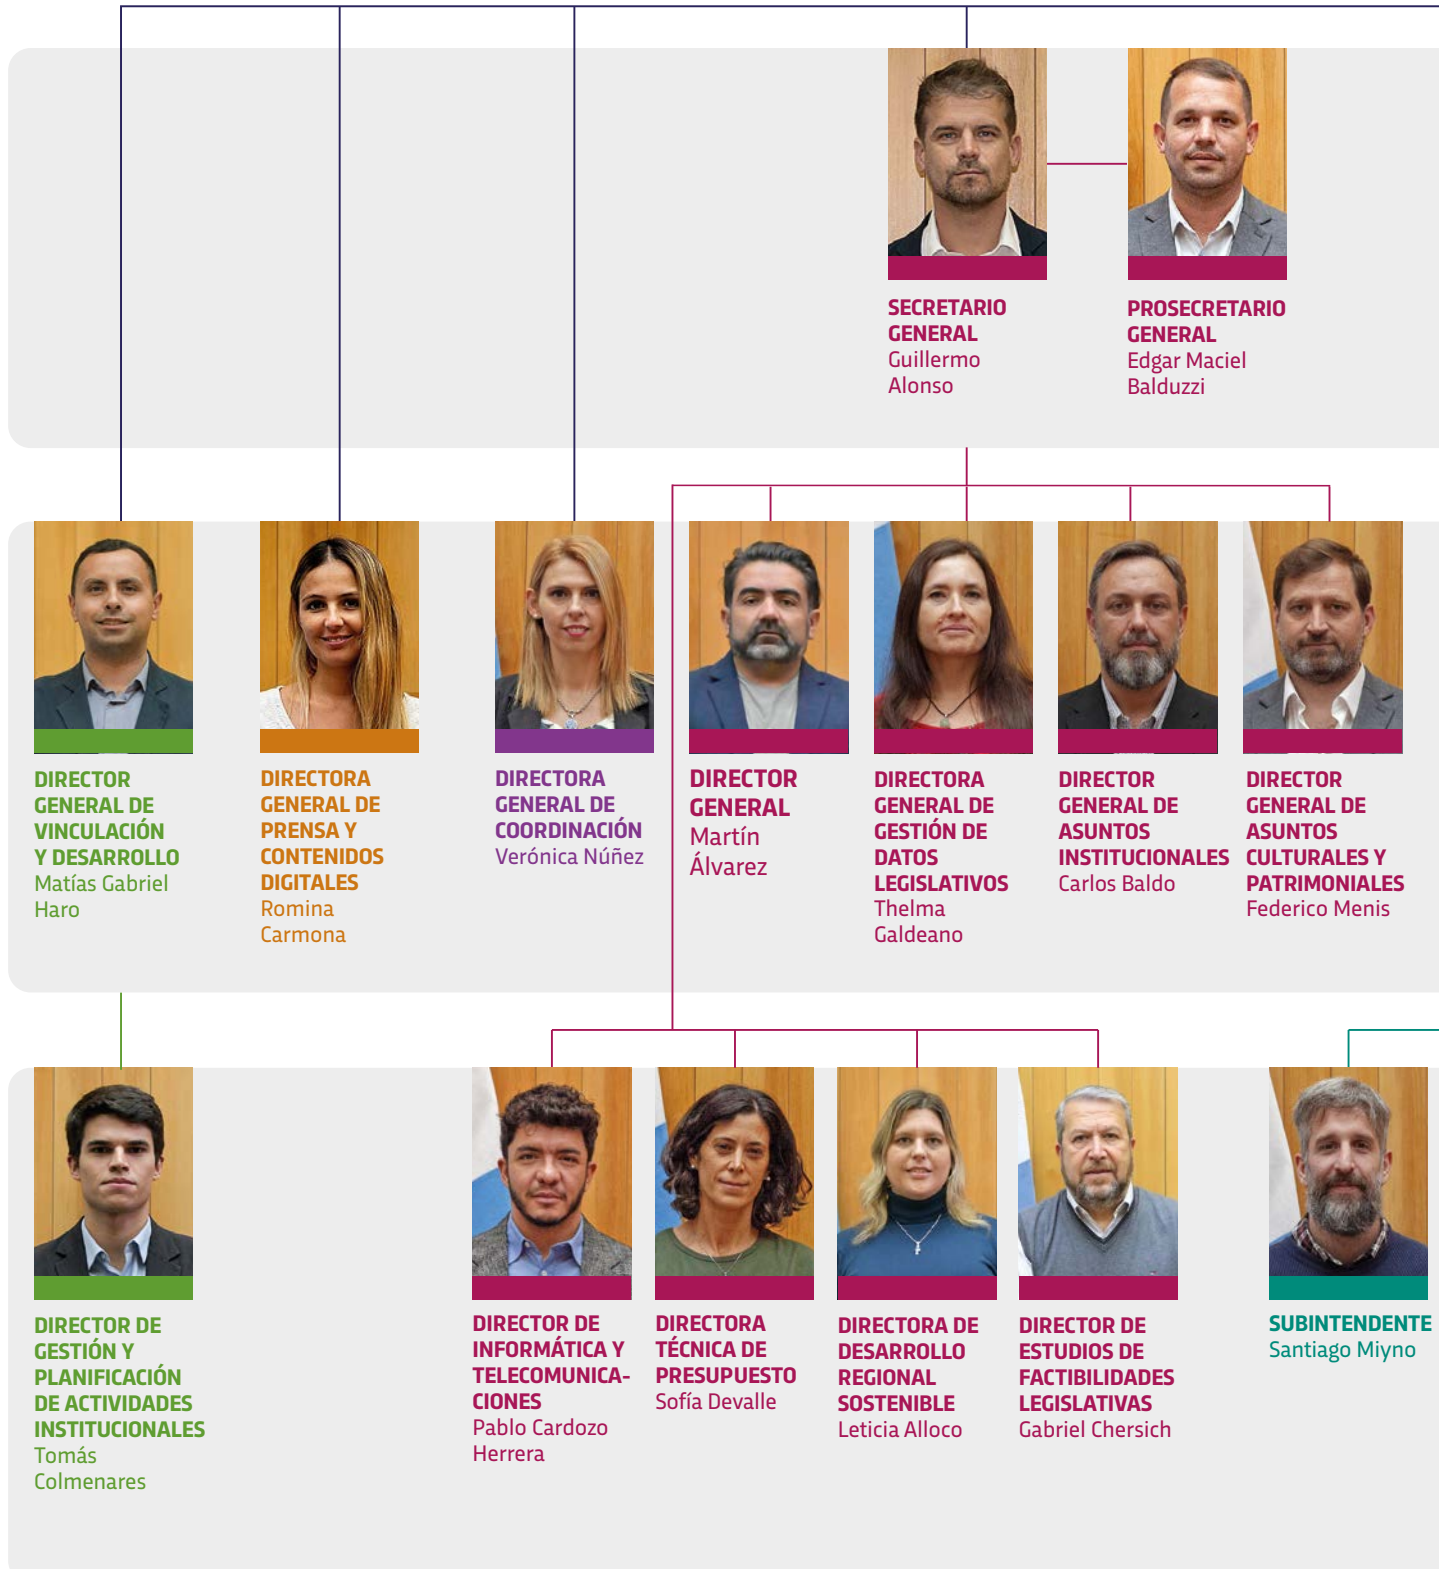 SECRETARIO
GENERAL
Guillermo
Alonso
PROSECRETARIO
GENERAL
Edgar Maciel
Balduzzi
DIRECTOR
GENERAL DE
VINCULACIÓN
Y DESARROLLO
Matías Gabriel
Haro
DIRECTORA
GENERAL DE
PRENSA Y
CONTENIDOS
DIGITALES
Romina
Carmona
DIRECTORA
GENERAL DE
COORDINACIÓN
Verónica Núñez
DIRECTOR
GENERAL
Martín
Álvarez
DIRECTORA
GENERAL DE
GESTIÓN DE
DATOS
LEGISLATIVOS
Thelma
Galdeano
DIRECTOR
GENERAL DE
ASUNTOS
INSTITUCIONALES
Carlos Baldo
DIRECTOR
GENERAL DE
ASUNTOS
CULTURALES Y
PATRIMONIALES
Federico Menis
DIRECTOR DE
GESTIÓN Y
PLANIFICACIÓN
DE ACTIVIDADES
INSTITUCIONALES
Tomás
Colmenares
DIRECTOR DE
INFORMÁTICA Y
TELECOMUNICA-
CIONES
Pablo Cardozo
Herrera
DIRECTORA
TÉCNICA DE
PRESUPUESTO
Sofía Devalle
DIRECTORA DE
DESARROLLO
REGIONAL
SOSTENIBLE
Leticia Alloco
DIRECTOR DE
ESTUDIOS DE
FACTIBILIDADES
LEGISLATIVAS
Gabriel Chersich
SUBINTENDENTE
Santiago Miyno